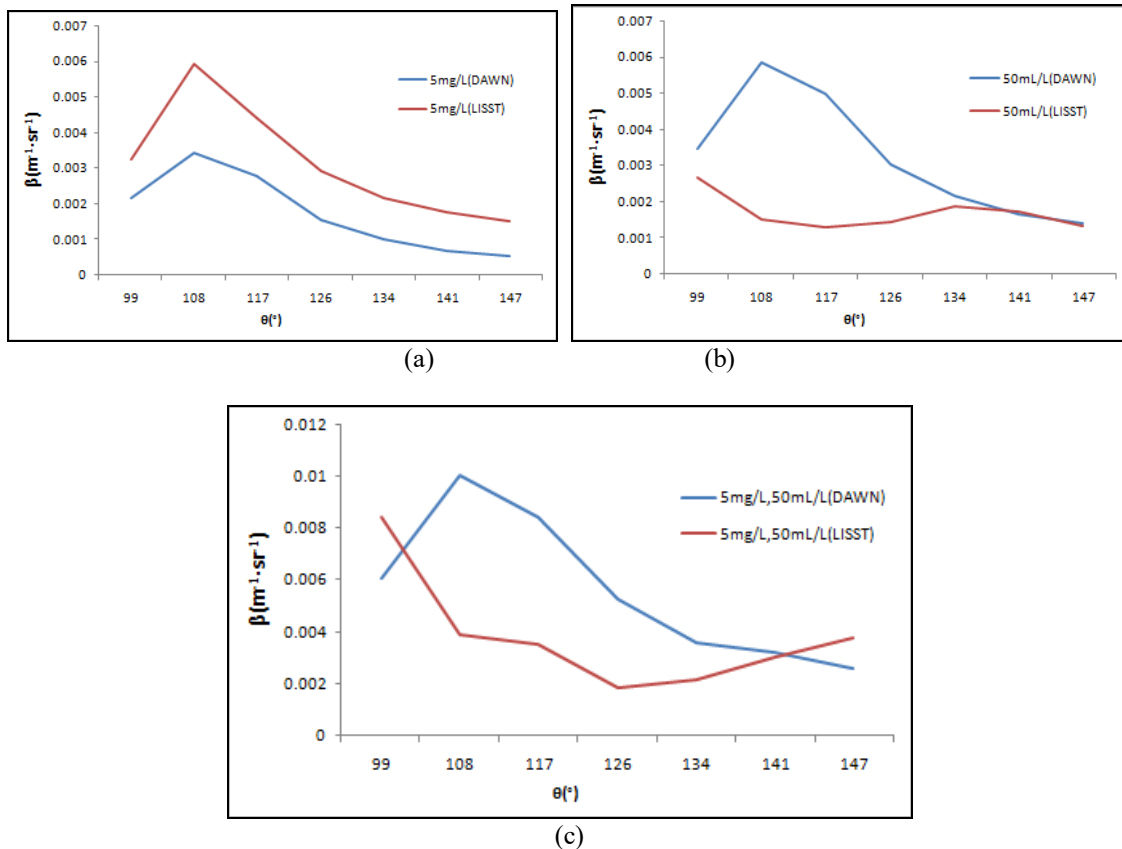 0.007
0.006
0.005
0.004
0.003
0.002
0.001
0
β(m⁻¹·sr⁻¹)
99 108 117 126 134 141 147
θ(°)
5mg/L(DAWN)
5mg/L(LISST)
(a)
0.007
0.006
0.005
0.004
0.003
0.002
0.001
0
β(m⁻¹·sr⁻¹)
99 108 117 126 134 141 147
θ(°)
50mL/L(DAWN)
50mL/L(LISST)
(b)
0.012
0.01
0.008
0.006
0.004
0.002
0
β(m⁻¹·sr⁻¹)
99 108 117 126 134 141 147
θ(°)
5mg/L,50mL/L(DAWN)
5mg/L,50mL/L(LISST)
(c)